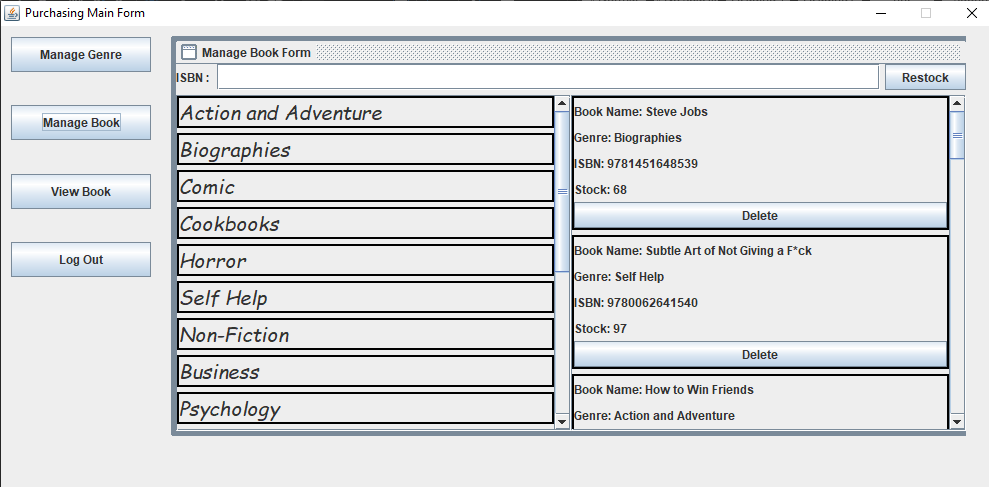 Purchasing Main Form
Manage Genre
Manage Book
View Book
Log Out
Manage Book Form
ISBN :
Restock
Action and Adventure
Biographies
Comic
Cookbooks
Horror
Self Help
Non-Fiction
Business
Psychology
Book Name: Steve Jobs
Genre: Biographies
ISBN: 9781451648539
Stock: 68
Delete
Book Name: Subtle Art of Not Giving a F*ck
Genre: Self Help
ISBN: 9780062641540
Stock: 97
Delete
Book Name: How to Win Friends
Genre: Action and Adventure